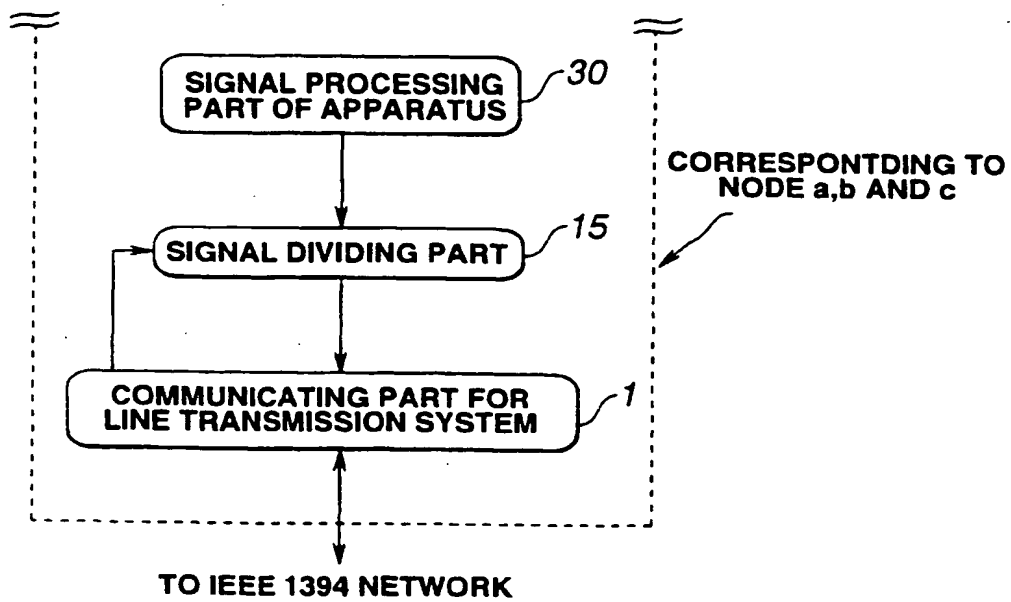 SIGNAL PROCESSING
PART OF APPARATUS
30
CORRESPONTDING TO
NODE a,b AND c
SIGNAL DIVIDING PART
15
COMMUNICATING PART FOR
LINE TRANSMISSION SYSTEM
1
TO IEEE 1394 NETWORK